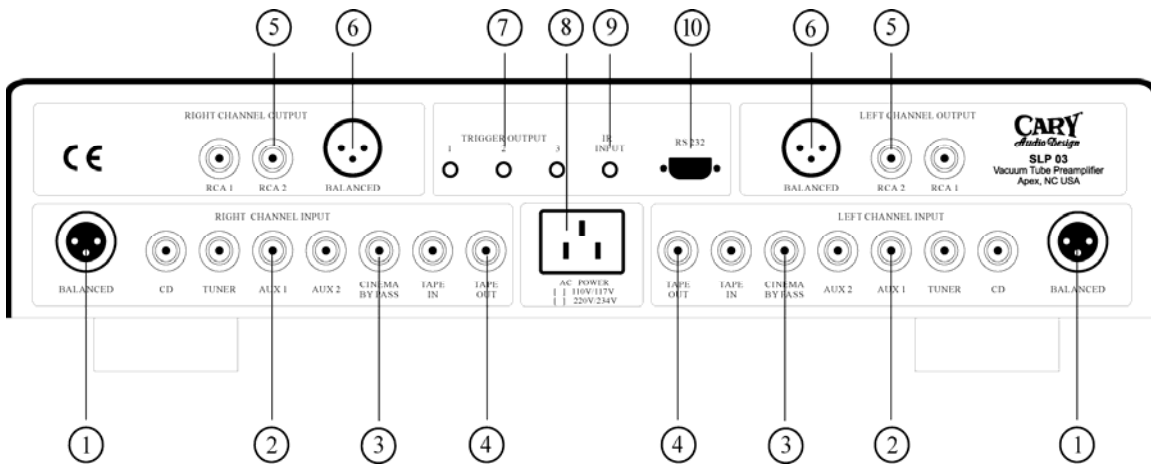 5 6 7 8 9 10 6 5
RIGHT CHANNEL OUTPUT
CE
RCA 1 RCA 2 BALANCED
TRIGGER OUTPUT
1 2 3
IR
INPUT
RS 232
LEFT CHANNEL OUTPUT
BALANCED RCA 2 RCA 1
CARY
Audio Design
SLP 03
Vacuum Tube Preamplifier
Apex, NC USA
RIGHT CHANNEL INPUT
BALANCED CD TUNER AUX 1 AUX 2 CINEMA BY PASS TAPE IN TAPE OUT
AC POWER
[ ] 110V/117V
[ ] 220V/234V
LEFT CHANNEL INPUT
TAPE OUT TAPE IN CINEMA BY PASS AUX 2 AUX 1 TUNER CD BALANCED
1 2 3 4 4 3 2 1